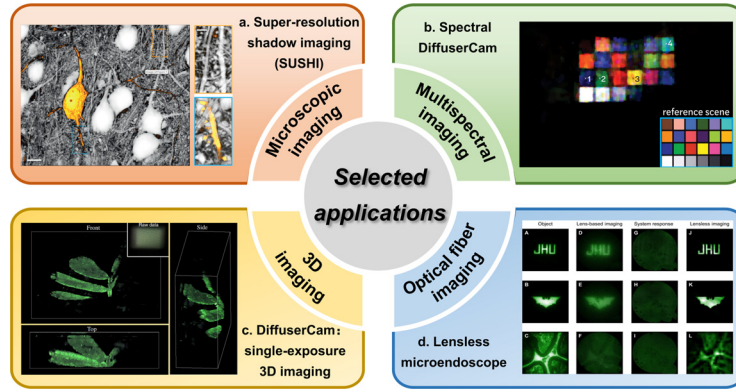 a. Super-resolution
shadow imaging
(SUSHI)
b. Spectral
DiffuserCam
4
1
2
3
reference scene
Microscopic
imaging
Multispectral
imaging
Selected
applications
3D
imaging
Optical fiber
imaging
Front
Raw data
Side
Top
c. DiffuserCam:
single-exposure
3D imaging
Object
Lens-based imaging
System response
Lensless imaging
A
D
G
J
JHU
JHU
JHU
B
E
H
K
C
F
I
L
d. Lensless
microendoscope